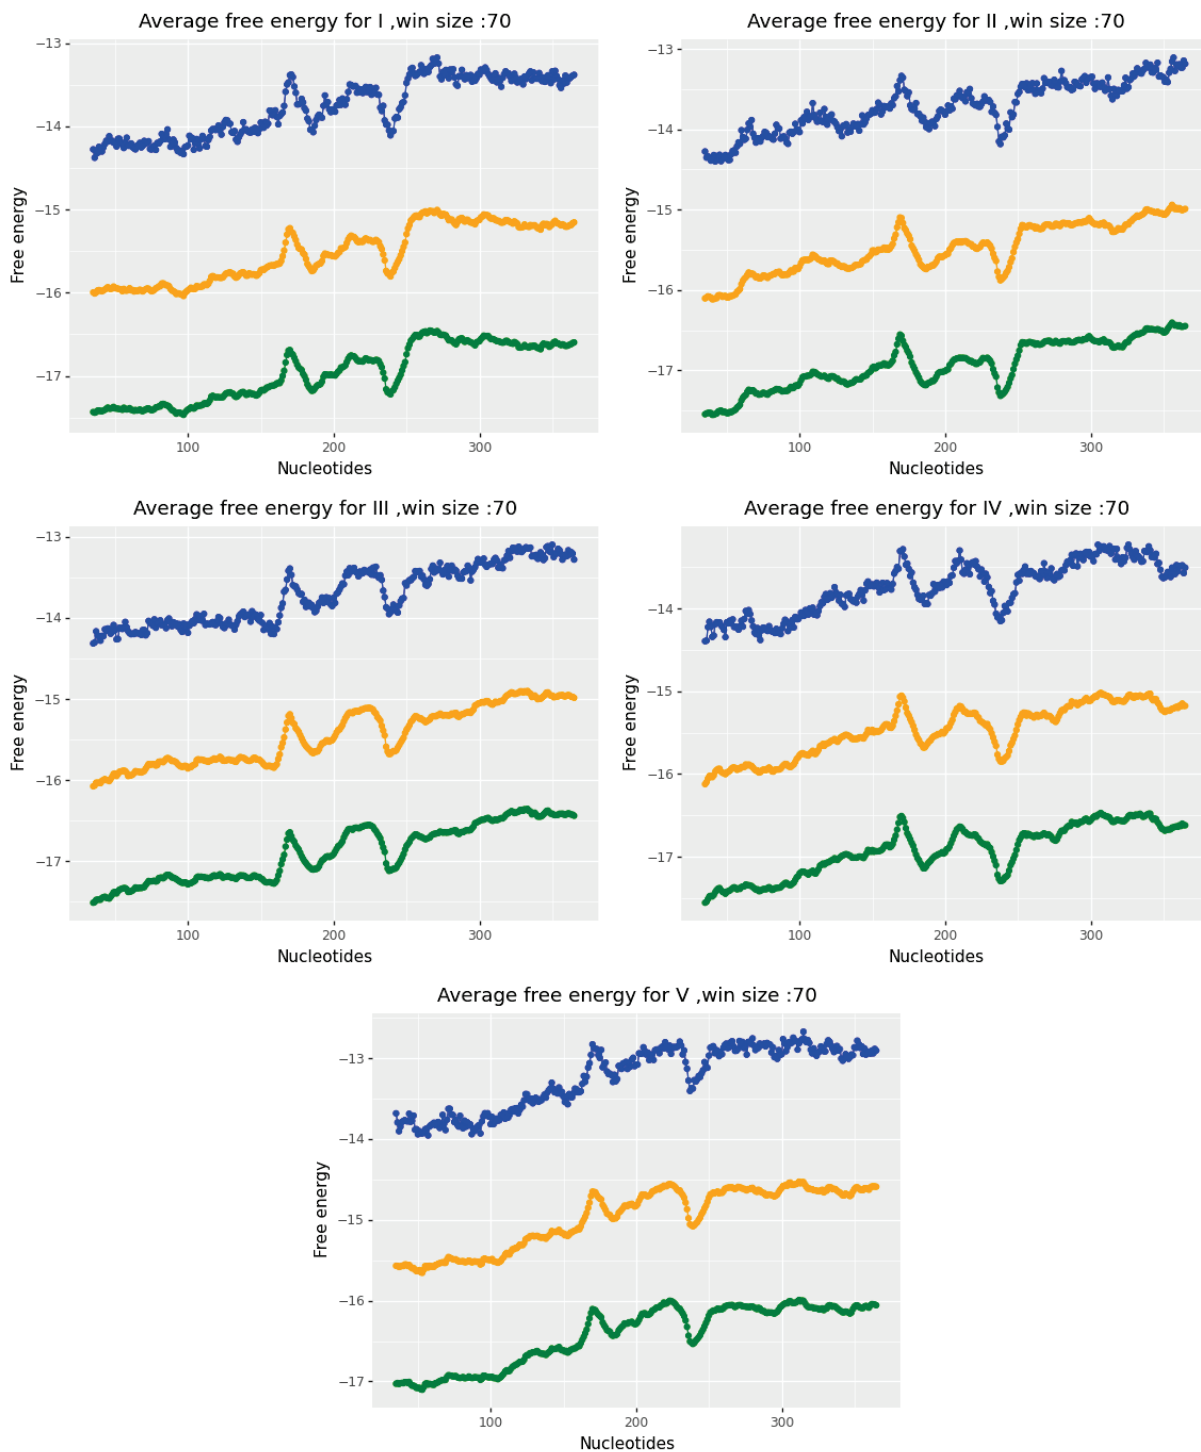 Average free energy for I ,win size :70
Free energy
−13
−14
−15
−16
−17
100
200
300
Nucleotides
Average free energy for II ,win size :70
Free energy
−13
−14
−15
−16
−17
100
200
300
Nucleotides
Average free energy for III ,win size :70
Free energy
−13
−14
−15
−16
−17
100
200
300
Nucleotides
Average free energy for IV ,win size :70
Free energy
−14
−15
−16
−17
100
200
300
Nucleotides
Average free energy for V ,win size :70
Free energy
−13
−14
−15
−16
−17
100
200
300
Nucleotides